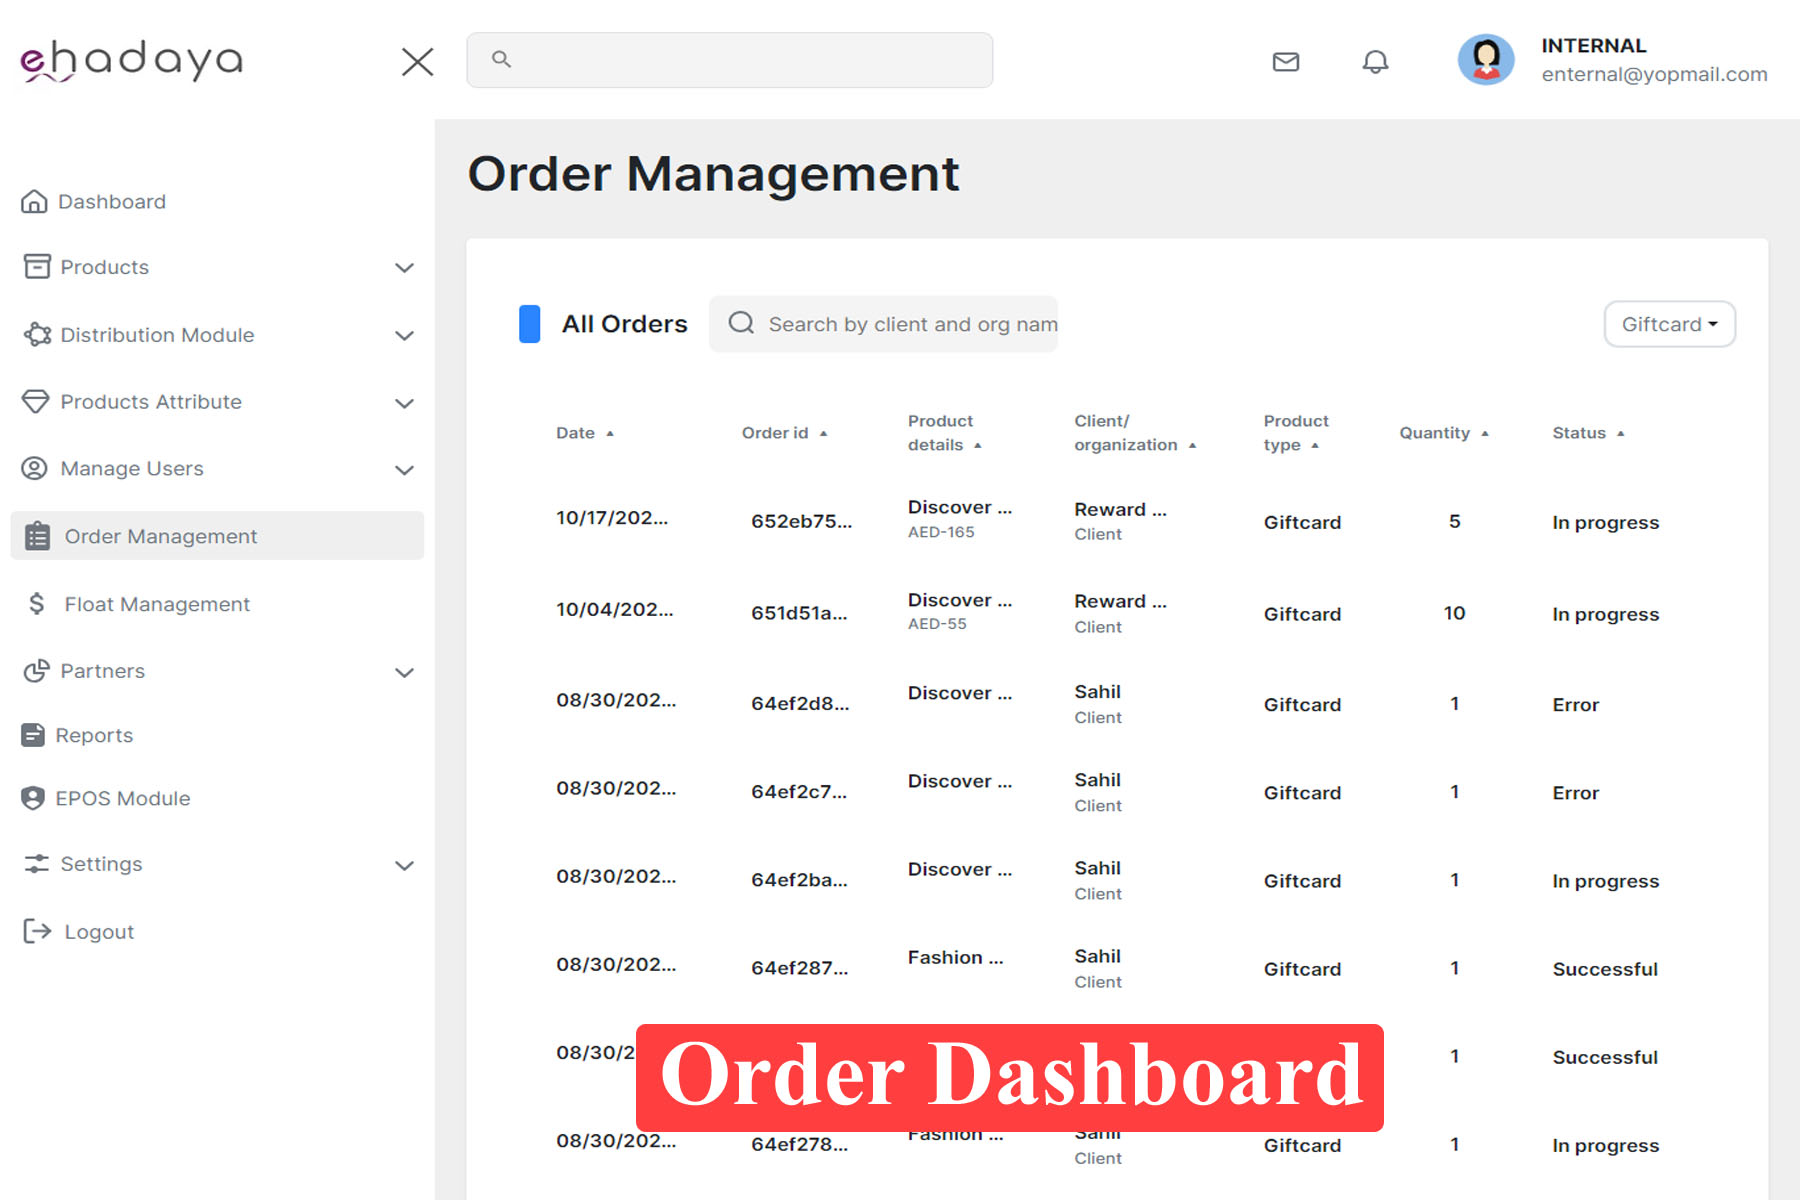 ehadaya
INTERNAL
enternal@yopmail.com
Dashboard
Products
Distribution Module
Products Attribute
Manage Users
Order Management
Float Management
Partners
Reports
EPOS Module
Settings
Logout
Order Management
All Orders
Search by client and org nam
Giftcard
Date Order id Product details Client/ organization Product type Quantity Status
10/17/202... 652eb75... Discover ... Reward ... Giftcard 5 In progress
AED-165 Client
10/04/202... 651d51a... Discover ... Reward ... Giftcard 10 In progress
AED-55 Client
08/30/202... 64ef2d8... Discover ... Sahil Giftcard 1 Error
Client
08/30/202... 64ef2c7... Discover ... Sahil Giftcard 1 Error
Client
08/30/202... 64ef2ba... Discover ... Sahil Giftcard 1 In progress
Client
08/30/202... 64ef287... Fashion ... Sahil Giftcard 1 Successful
Client
08/30/2 1 Successful
Order Dashboard
08/30/202... 64ef278... Fashion ... Sahil Giftcard 1 In progress
Client